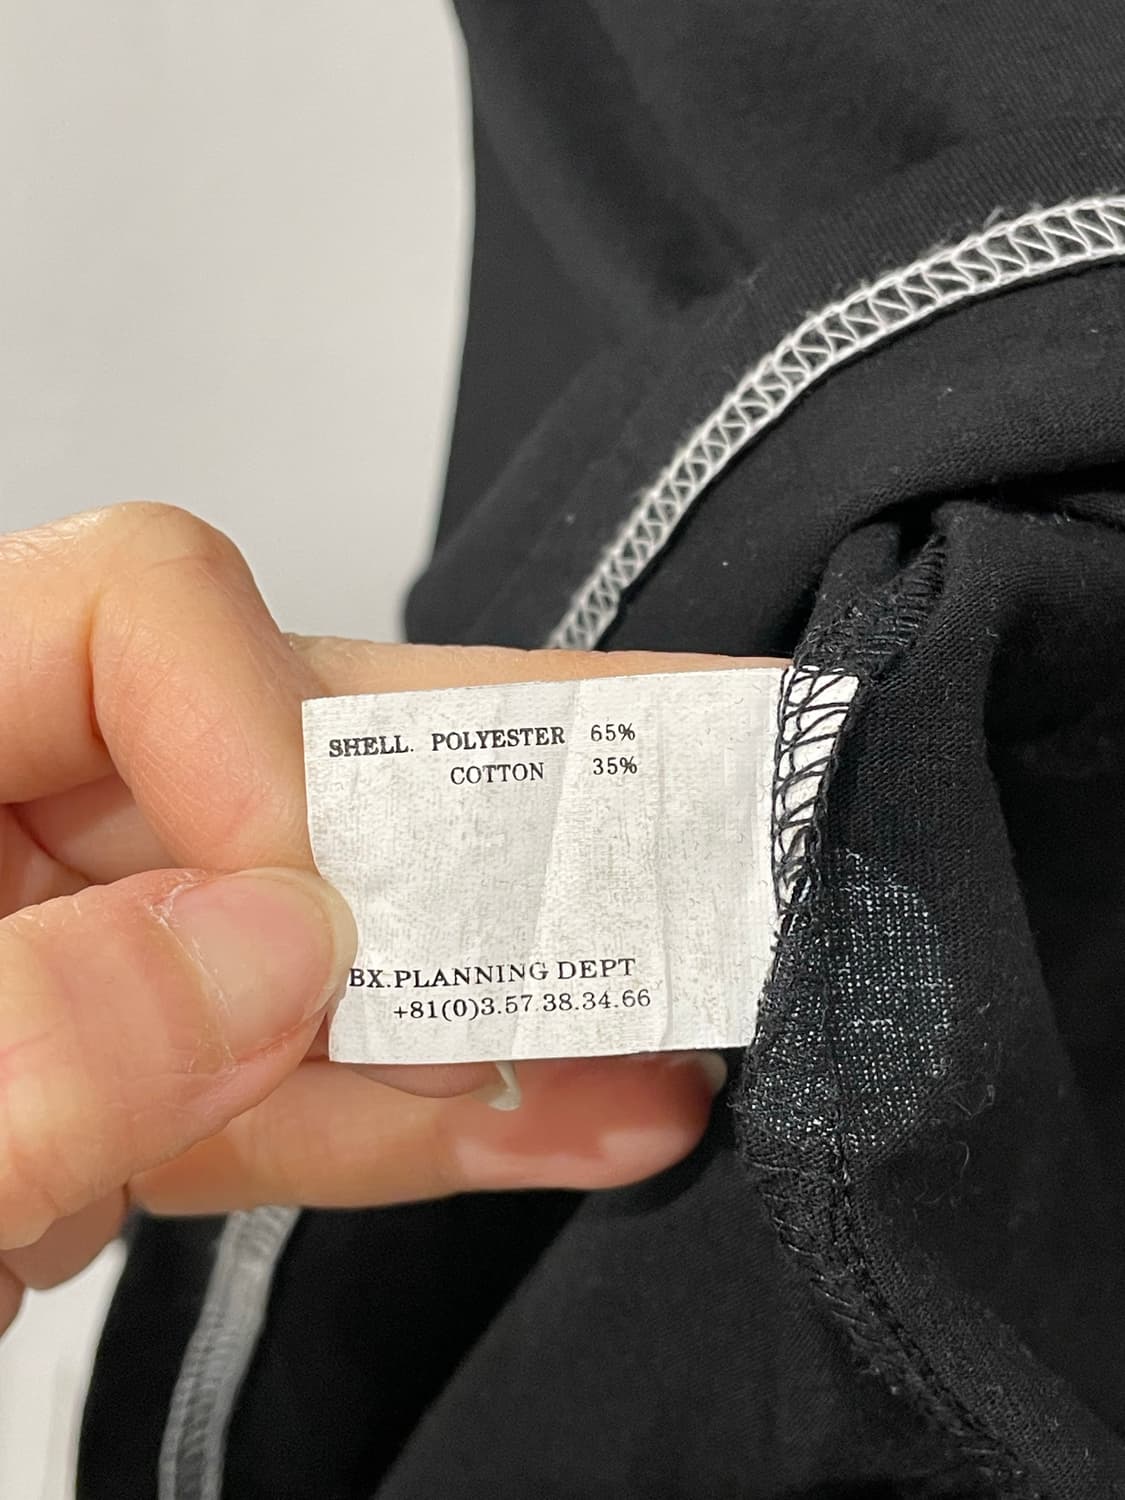 SHELL. POLYESTER 65%
COTTON 35%
BX.PLANNING DEPT
+81(0)3.57.38.34.66